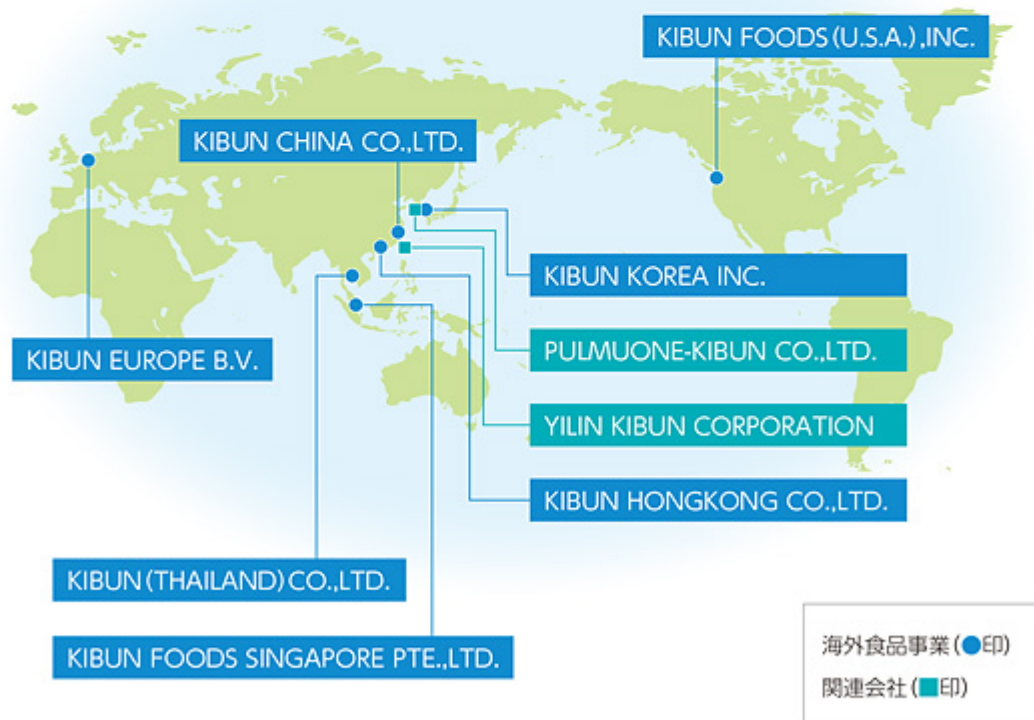 KIBUN FOODS (U.S.A.) ,INC.
KIBUN CHINA CO.,LTD.
KIBUN KOREA INC.
KIBUN EUROPE B.V.
PULMUONE-KIBUN CO.,LTD.
YILIN KIBUN CORPORATION
KIBUN HONGKONG CO.,LTD.
KIBUN (THAILAND) CO.,LTD.
KIBUN FOODS SINGAPORE PTE.,LTD.
海外食品事業(●印)
関連会社(■印)